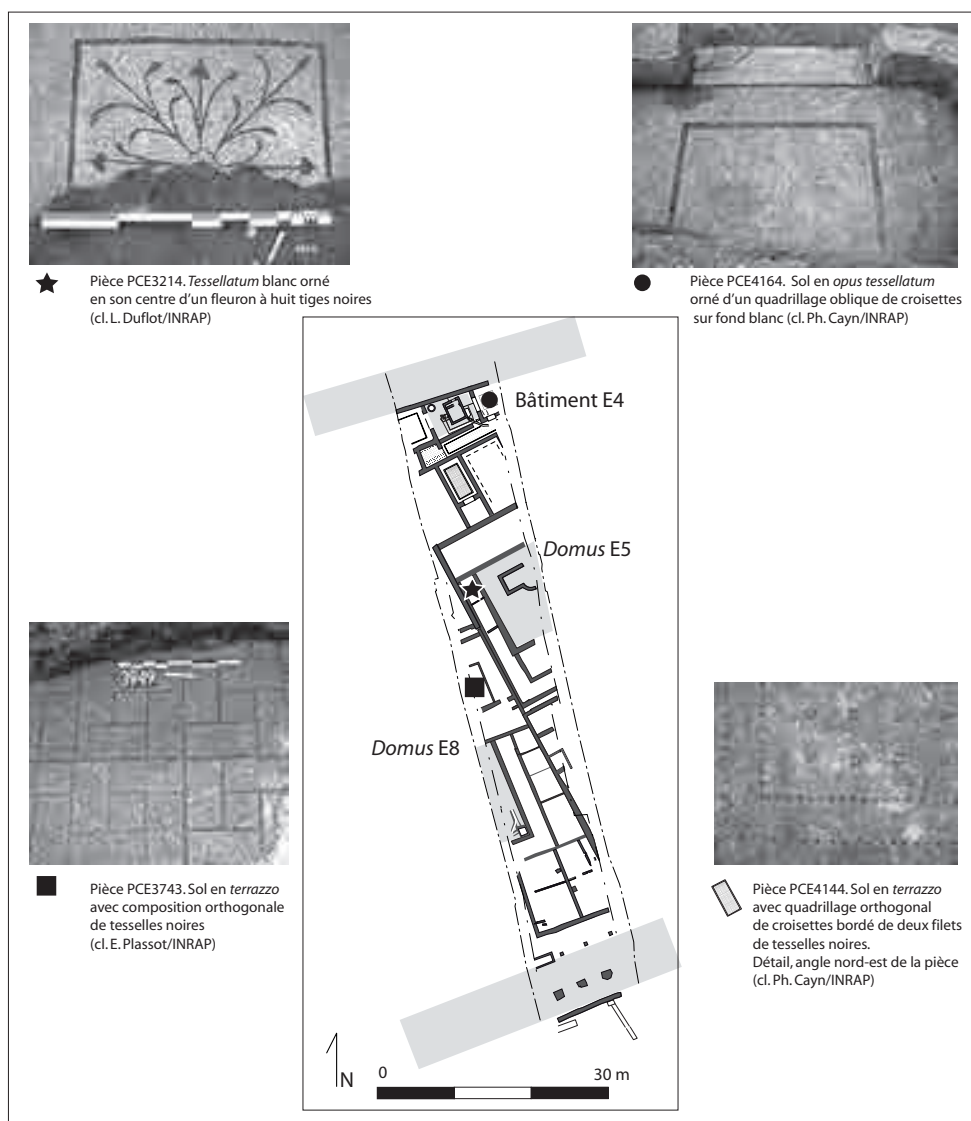 Pièce PCE3214. Tessellatum blanc orné
en son centre d'un fleuron à huit tiges noires
(cl. L. Duflot/INRAP)
Pièce PCE4164. Sol en opus tessellatum
orné d'un quadrillage oblique de croisettes
sur fond blanc (cl. Ph. Cayn/INRAP)
Bâtiment E4
Domus E5
Domus E8
Pièce PCE3743. Sol en terrazzo
avec composition orthogonale
de tesselles noires
(cl. E. Plassot/INRAP)
Pièce PCE4144. Sol en terrazzo
avec quadrillage orthogonal
de croisettes bordé de deux filets
de tesselles noires.
Détail, angle nord-est de la pièce
(cl. Ph. Cayn/INRAP)
N
0
30 m